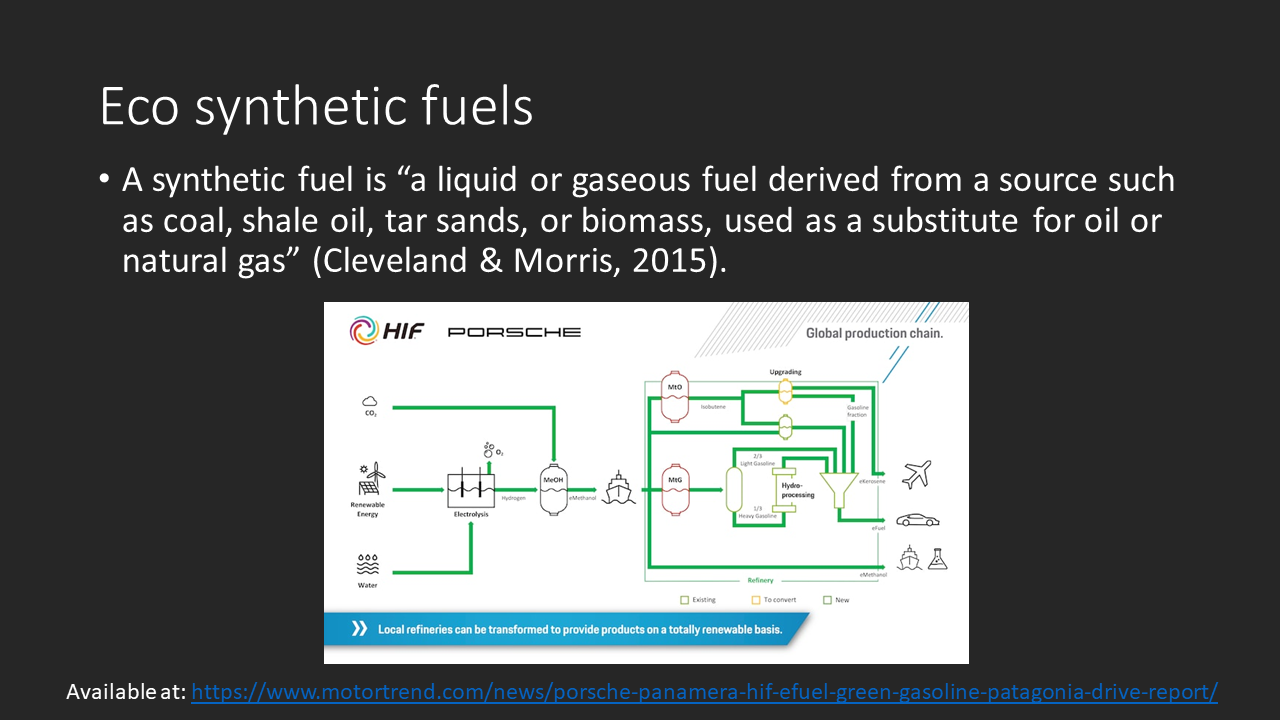 Eco synthetic fuels
• A synthetic fuel is “a liquid or gaseous fuel derived from a source such
as coal, shale oil, tar sands, or biomass, used as a substitute for oil or
natural gas” (Cleveland & Morris, 2015).
HIF PORSCHE
Global production chain.
CO₂
Renewable
Energy
Water
O₂
Electrolysis
Hydrogen
MeOH
eMethanol
MtO
Isobutene
Upgrading
Gasoline
fraction
MtG
2/3
Light Gasoline
1/3
Heavy Gasoline
Hydro-
processing
eKerosene
eFuel
eMethanol
Refinery
Existing
To convert
New
Local refineries can be transformed to provide products on a totally renewable basis.
Available at: https://www.motortrend.com/news/porsche-panamera-hif-efuel-green-gasoline-patagonia-drive-report/